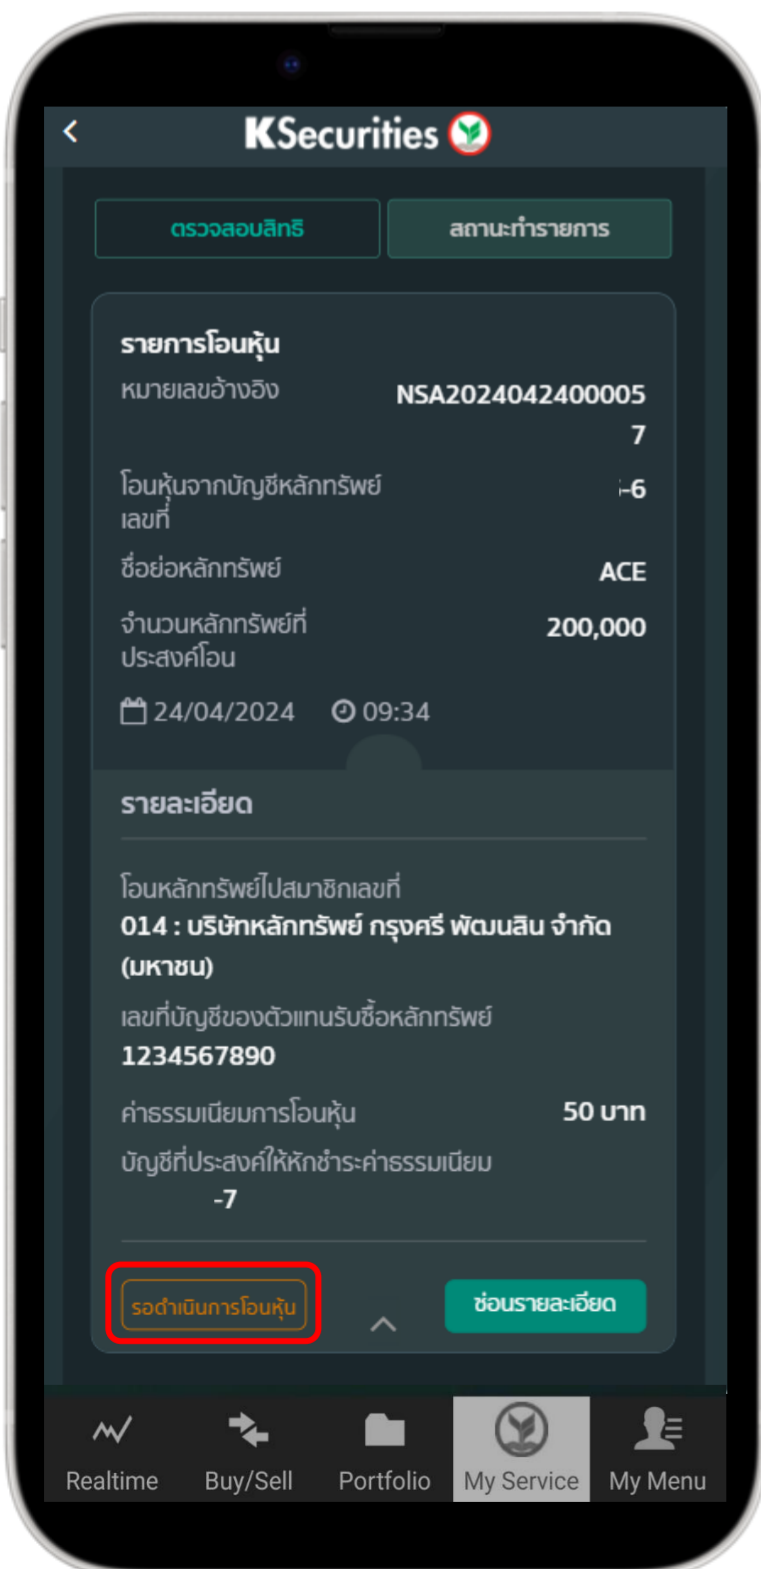 KSecurities
ตรวจสอบสิทธิ
สถานะทำรายการ
รายการโอนหุ้น
หมายเลขอ้างอิง NSA2024042400005
7
โอนหุ้นจากบัญชีหลักทรัพย์ -6
เลขที่
ชื่อย่อหลักทรัพย์ ACE
จำนวนหลักทรัพย์ที่ 200,000
ประสงค์โอน
24/04/2024 09:34
รายละเอียด
โอนหลักทรัพย์ไปสมาชิกเลขที่
014 : บริษัทหลักทรัพย์ กรุงศรี พัฒนสิน จำกัด
(มหาชน)
เลขที่บัญชีของตัวแทนรับซื้อหลักทรัพย์
1234567890
ค่าธรรมเนียมการโอนหุ้น 50 บาท
บัญชีที่ประสงค์ให้หักชำระค่าธรรมเนียม
-7
รอดำเนินการโอนหุ้น
ซ่อนรายละเอียด
Realtime Buy/Sell Portfolio My Service My Menu